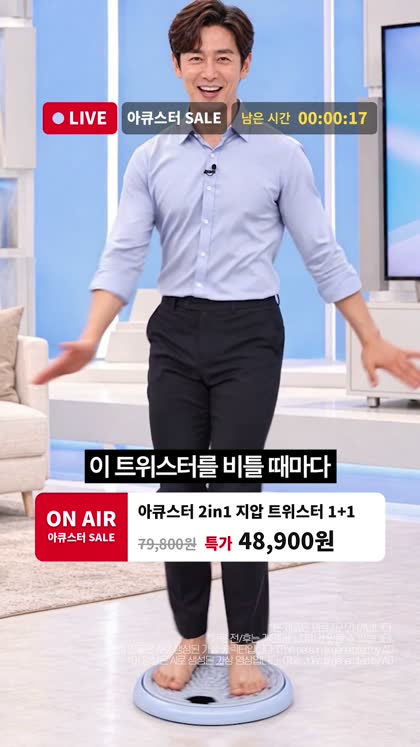 LIVE
아큐스터 SALE
남은 시간 00:00:17
이 트위스터를 비틀 때마다
ON AIR
아큐스터 SALE
아큐스터 2in1 지압 트위스터 1+1
79,800원 특가 48,900원